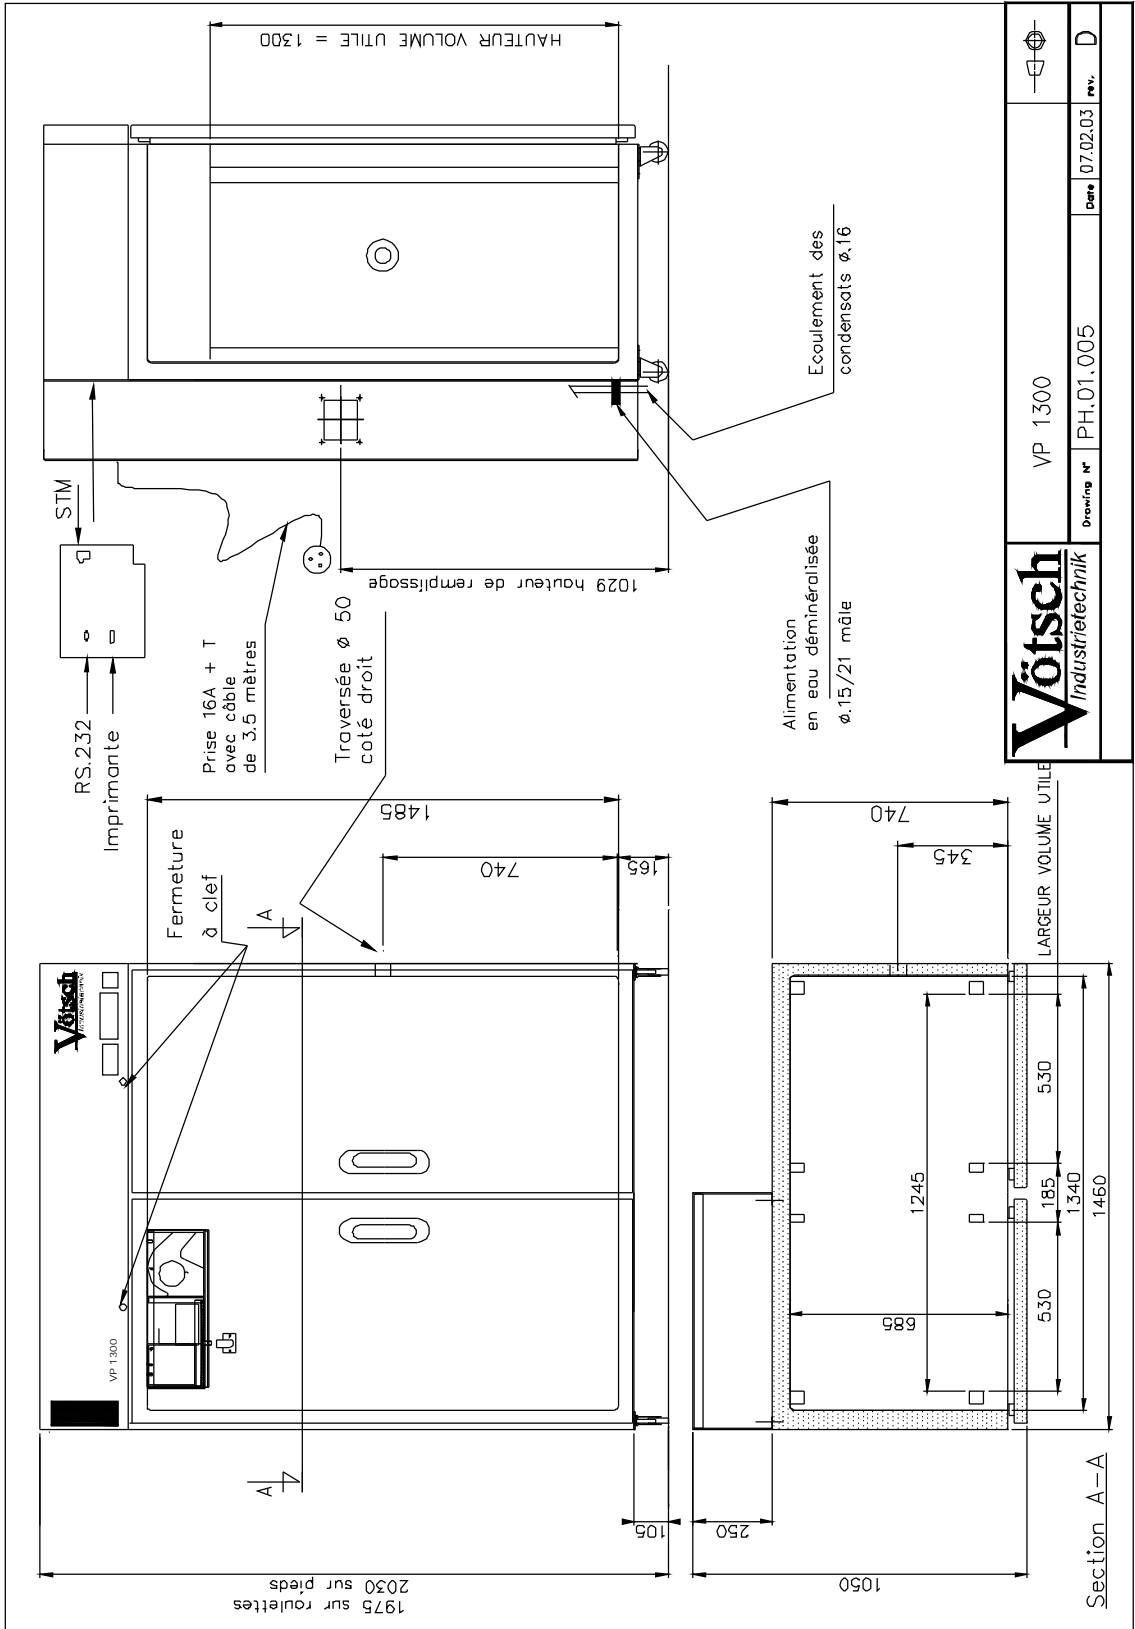 1975 sur roulettes
2030 sur pieds
105
VP 1300
Vötsch
A
A
Fermeture
à clef
1485
740
165
Traversée ø 50
coté droit
RS.232
Imprimante
STM
Prise 16A + T
avec câble
de 3.5 mètres
1029 hauteur de remplissage
HAUTEUR VOLUME UTILE = 1300
Alimentation
en eau déminéralisée
ø.15/21 mâle
Ecoulement des
condensats ø.16
1050
250
685
1245
530
185
530
1340
1460
740
345
LARGEUR VOLUME UTILE
Section A-A
Vötsch
Industrietechnik
VP 1300
Drawing N°
PH.01.005
Date
07.02.03
rev.
D